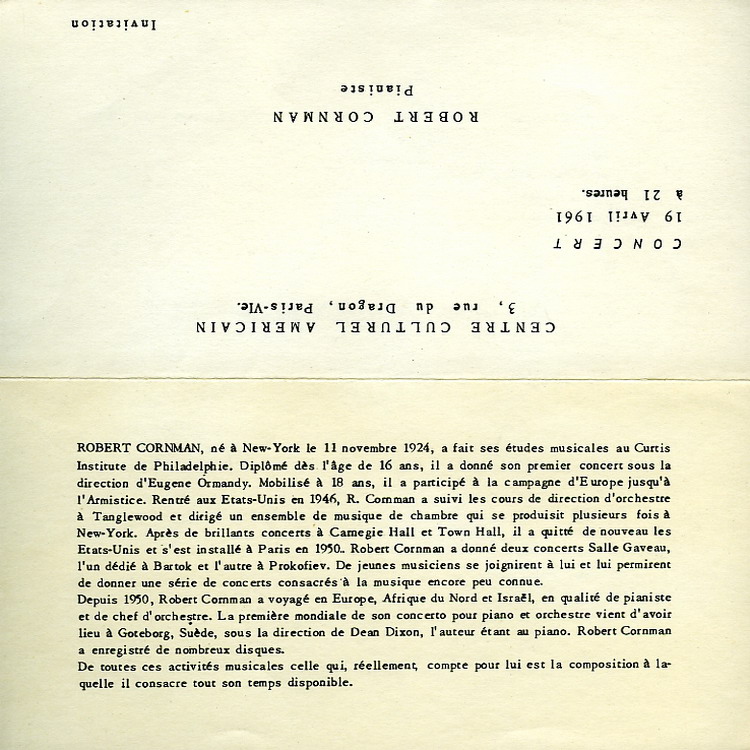 CENTRE CULTUREL AMERICAIN
3, rue du Dragon, Paris-VIe.
CONCERT
19 Avril 1961
à 21 heures.
ROBERT CORNMAN
Pianiste
Invitation
ROBERT CORNMAN, né à New-York le 11 novembre 1924, a fait ses études musicales au Curtis
Institute de Philadelphie. Diplômé dès l'âge de 16 ans, il a donné son premier concert sous la
direction d'Eugene Ormandy. Mobilisé à 18 ans, il a participé à la campagne d'Europe jusqu'à
l'Armistice. Rentré aux Etats-Unis en 1946, R. Cornman a suivi les cours de direction d'orchestre
à Tanglewood et dirigé un ensemble de musique de chambre qui se produisit plusieurs fois à
New-York. Après de brillants concerts à Carnegie Hall et Town Hall, il a quitté de nouveau les
Etats-Unis et s'est installé à Paris en 1950. Robert Cornman a donné deux concerts Salle Gaveau,
l'un dédié à Bartok et l'autre à Prokofiev. De jeunes musiciens se joignirent à lui et lui permirent
de donner une série de concerts consacrés à la musique encore peu connue.
Depuis 1950, Robert Cornman a voyagé en Europe, Afrique du Nord et Israël, en qualité de pianiste
et de chef d'orchestre. La première mondiale de son concerto pour piano et orchestre vient d'avoir
lieu à Goteborg, Suède, sous la direction de Dean Dixon, l'auteur étant au piano. Robert Cornman
a enregistré de nombreux disques.
De toutes ces activités musicales celle qui, réellement, compte pour lui est la composition à la-
quelle il consacre tout son temps disponible.